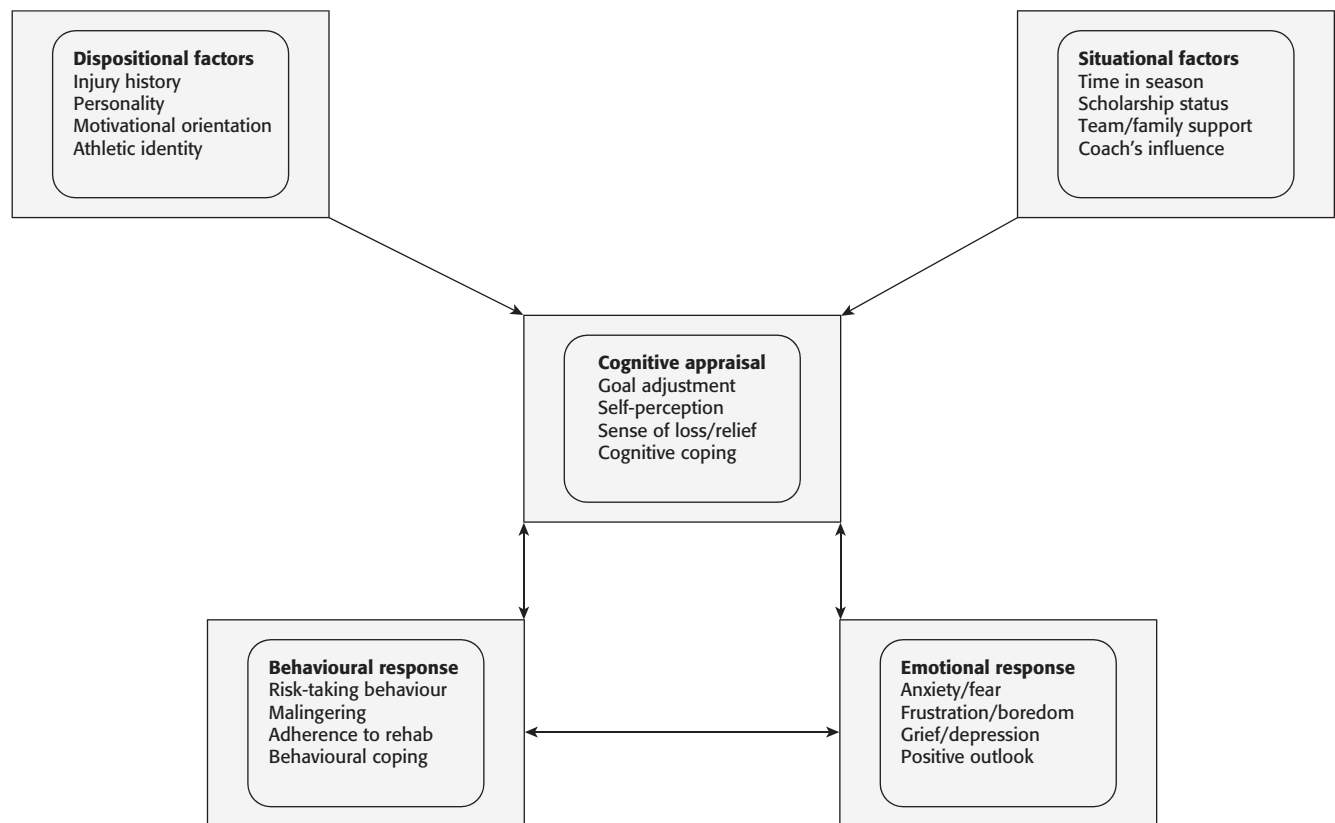 Dispositional factors
Injury history
Personality
Motivational orientation
Athletic identity
Situational factors
Time in season
Scholarship status
Team/family support
Coach’s influence
Cognitive appraisal
Goal adjustment
Self-perception
Sense of loss/relief
Cognitive coping
Behavioural response
Risk-taking behaviour
Malingering
Adherence to rehab
Behavioural coping
Emotional response
Anxiety/fear
Frustration/boredom
Grief/depression
Positive outlook